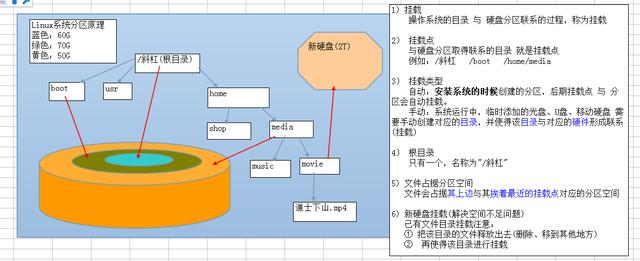 Linux系统分区原理
蓝色：60G
绿色：70G
黄色：50G
/斜杠(根目录)
新硬盘(2T)
boot
usr
home
shop
media
music
movie
道士下山.mp4
1) 挂载
操作系统的目录 与 硬盘分区联系的过程，称为挂载
2) 挂载点
与硬盘分区取得联系的目录 就是挂载点
例如：/斜杠 /boot /home/media
3) 挂载类型
自动：安装系统的时候创建的分区，后期挂载点 与 分
区会自动挂载。
手动：系统运行中，临时添加的光盘、U盘、移动硬盘 需
要手动创建对应的目录，并使得该目录与对应的硬件形成联系
(挂载)
4) 根目录
只有一个，名称为"/斜杠"
5) 文件占据分区空间
文件会占据其上边与其挨着最近的挂载点对应的分区空间
6) 新硬盘挂载(解决空间不足问题)
已有文件目录挂载注意：
① 把该目录的文件释放出去(删除、移到其他地方)
② 再使得该目录进行挂载